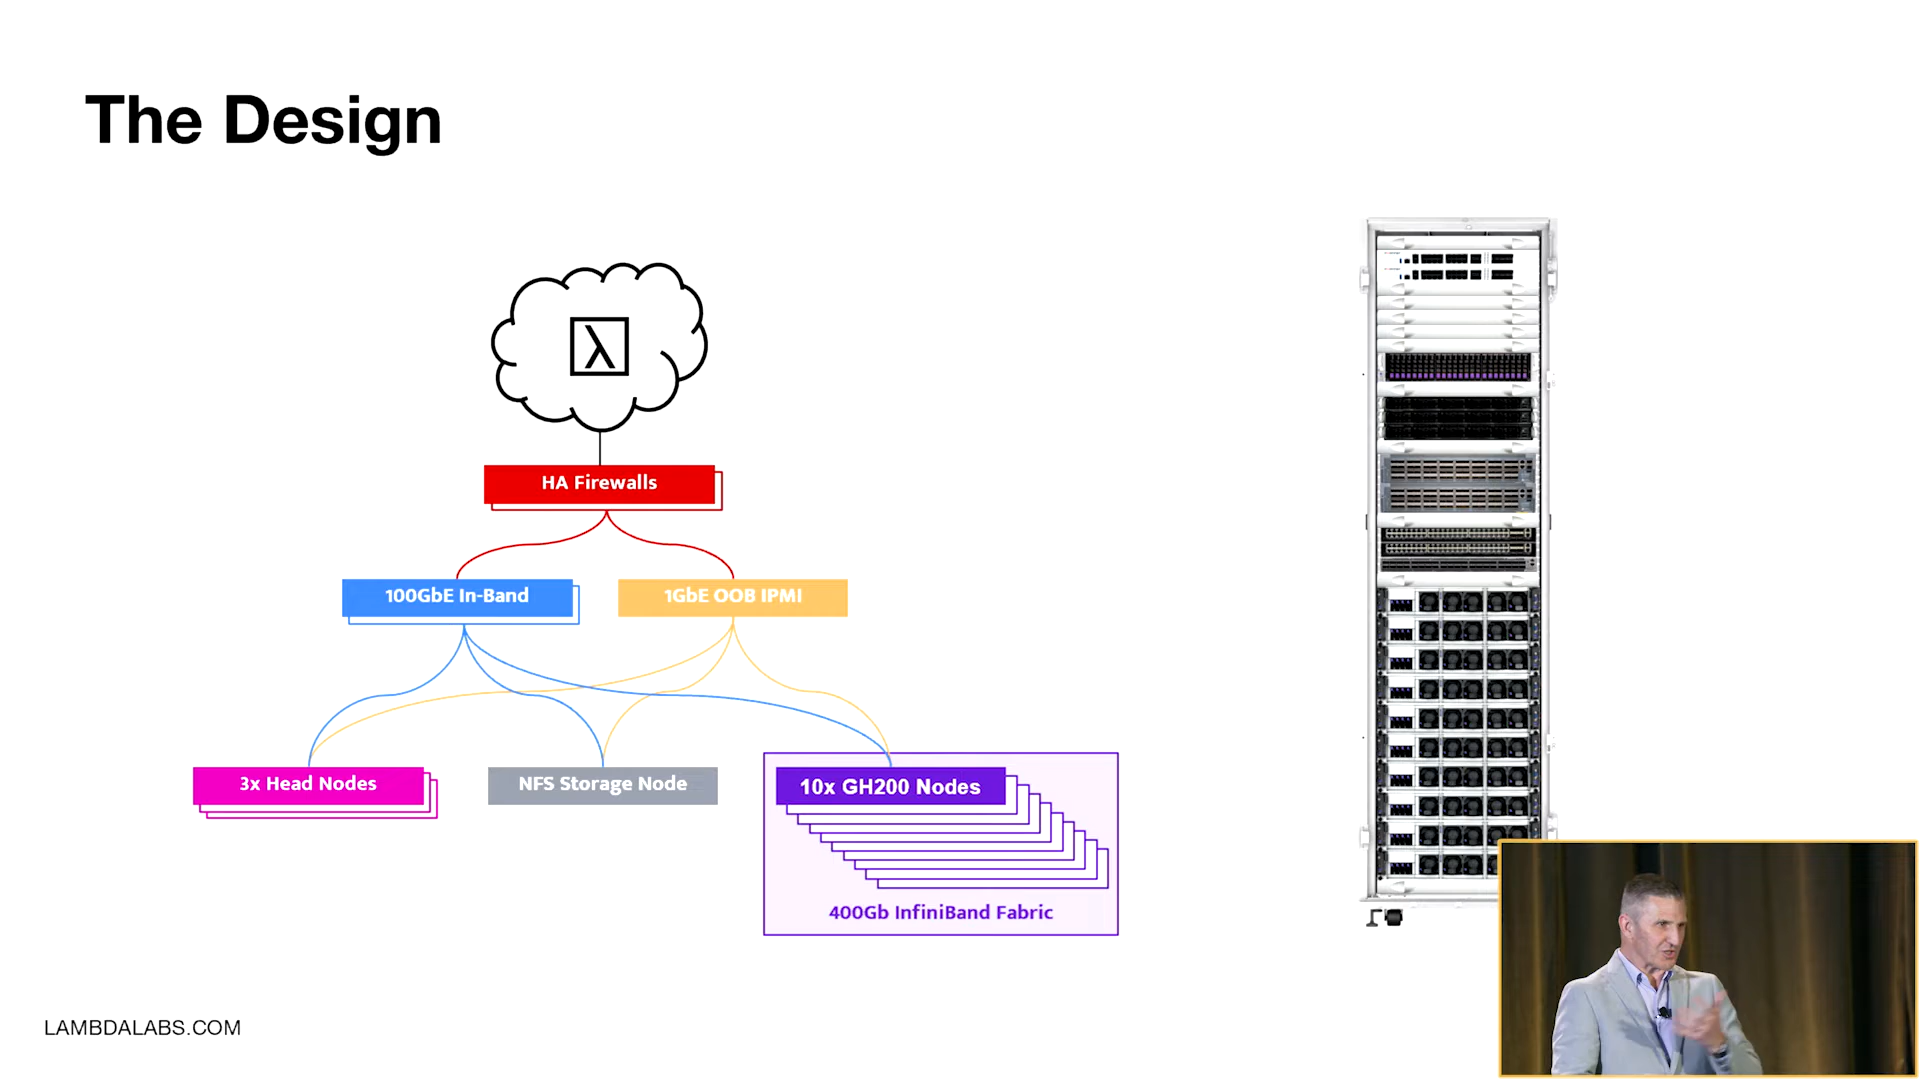 The Design
λ
HA Firewalls
100GbE In-Band
1GbE OOB IPMI
3x Head Nodes
NFS Storage Node
10x GH200 Nodes
400Gb InfiniBand Fabric
LAMBDALABS.COM